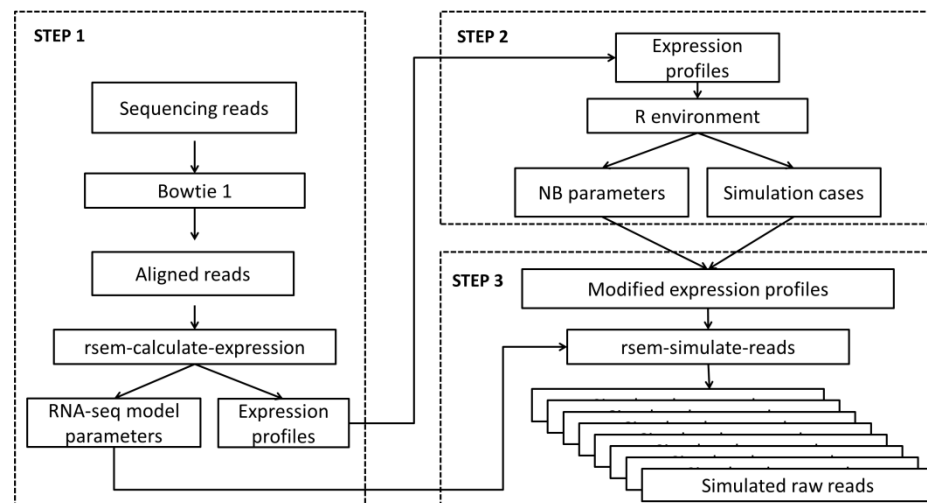 STEP 1
Sequencing reads
Bowtie 1
Aligned reads
rsem-calculate-expression
RNA-seq model
parameters
Expression
profiles
STEP 2
Expression
profiles
R environment
NB parameters
Simulation cases
STEP 3
Modified expression profiles
rsem-simulate-reads
Simulated raw reads